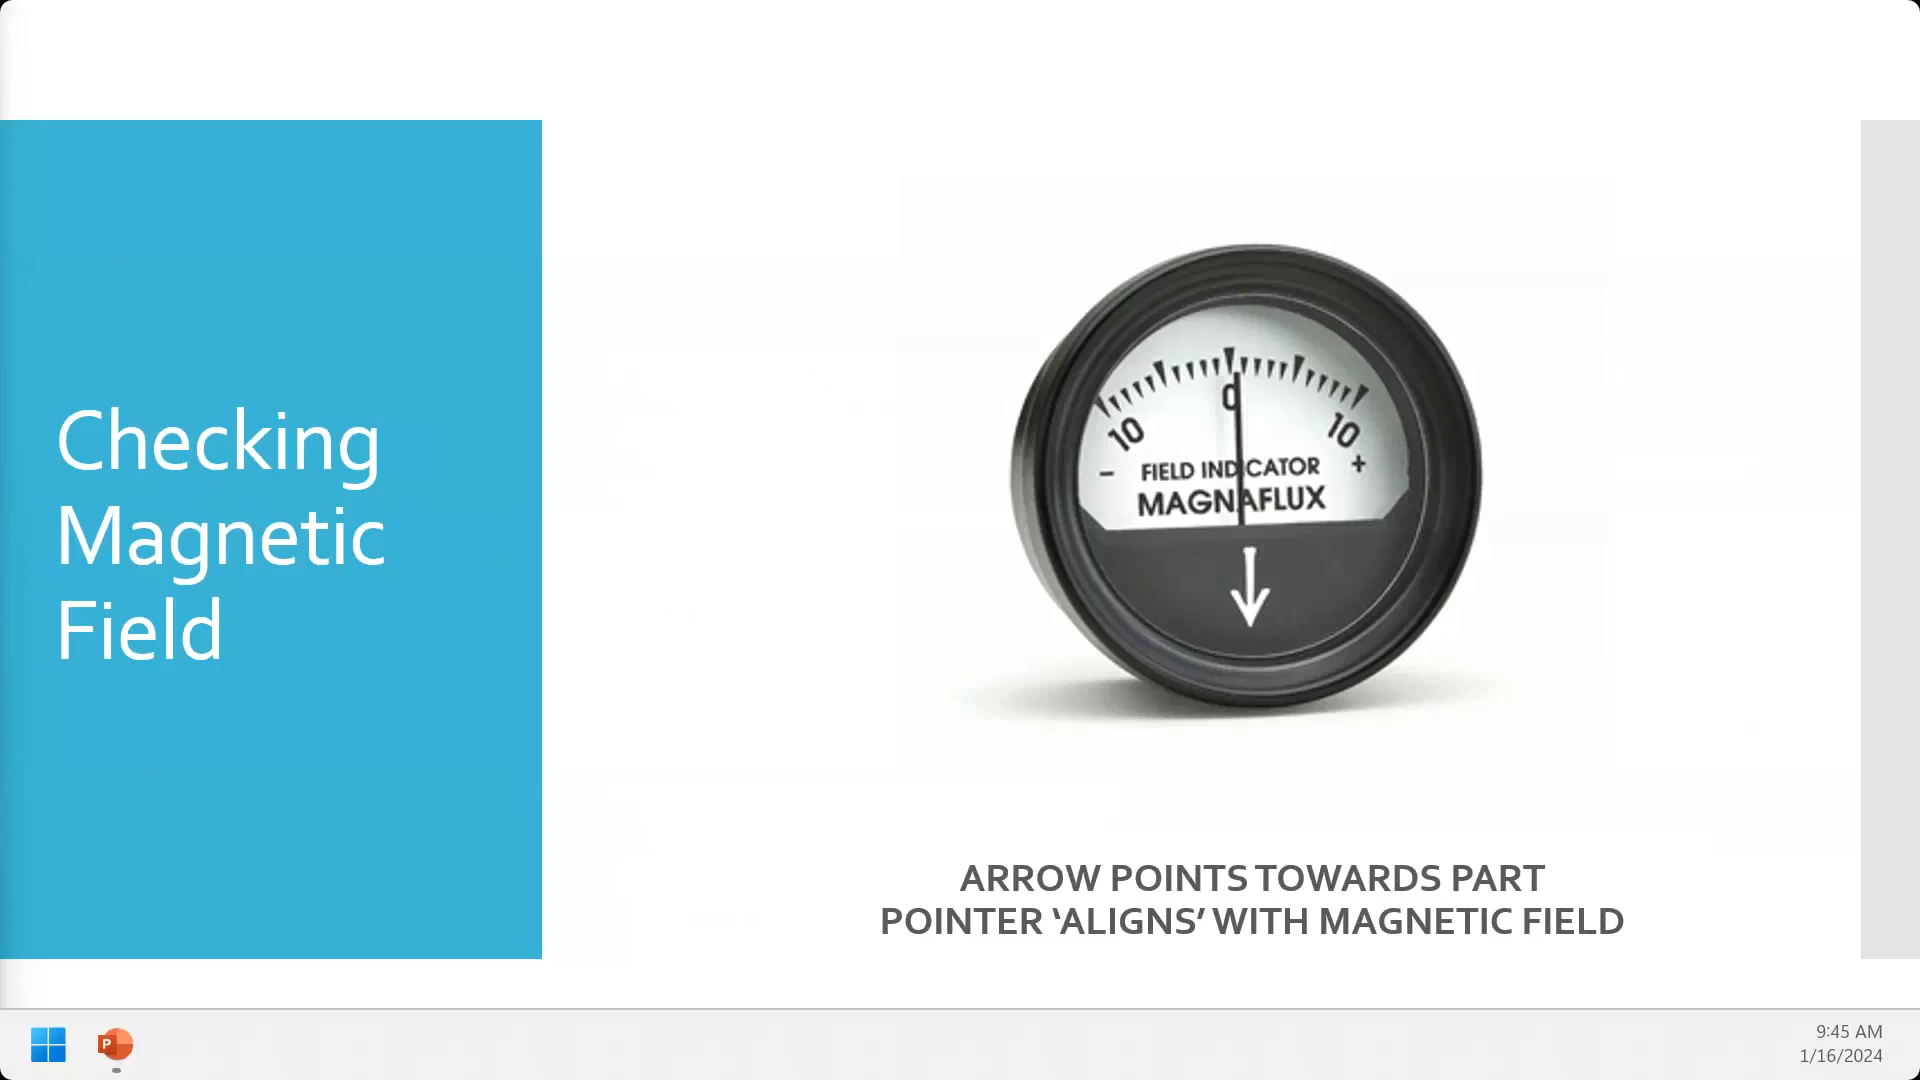 Checking
Magnetic
Field
0
10
10
-
+
FIELD INDICATOR
MAGNAFLUX
ARROW POINTS TOWARDS PART
POINTER ‘ALIGNS’ WITH MAGNETIC FIELD
P
9:45 AM
1/16/2024